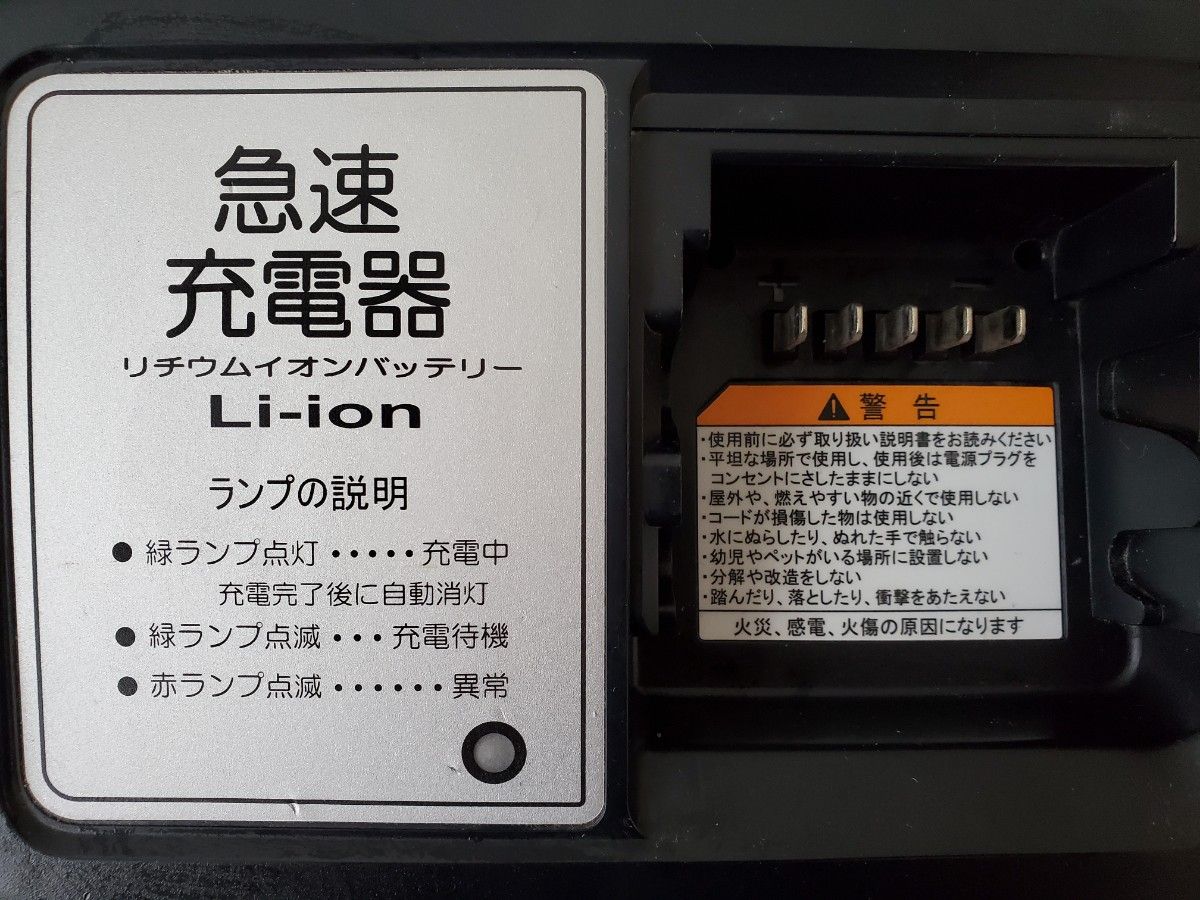 急速
充電器
リチウムイオンバッテリー
Li-ion
ランプの説明
● 緑ランプ点灯・・・・・充電中
充電完了後に自動消灯
● 緑ランプ点滅・・・充電待機
● 赤ランプ点滅・・・・・・異常
+ −
⚠警告
・使用前に必ず取り扱い説明書をお読みください
・平坦な場所で使用し、使用後は電源プラグを
コンセントにさしたままにしない
・屋外や、燃えやすい物の近くで使用しない
・コードが損傷した物は使用しない
・水にぬらしたり、ぬれた手で触らない
・幼児やペットがいる場所に設置しない
・分解や改造をしない
・踏んだり、落としたり、衝撃をあたえない
火災、感電、火傷の原因になります